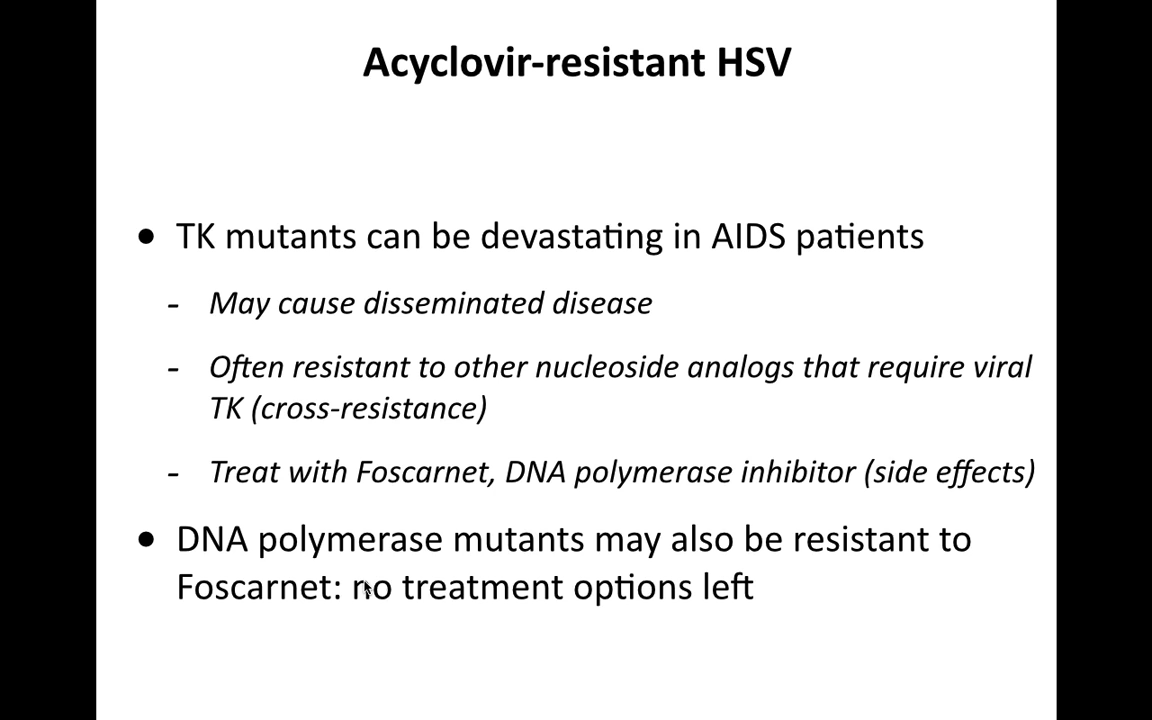 Acyclovir-resistant HSV
• TK mutants can be devastating in AIDS patients
- May cause disseminated disease
- Often resistant to other nucleoside analogs that require viral
TK (cross-resistance)
- Treat with Foscarnet, DNA polymerase inhibitor (side effects)
• DNA polymerase mutants may also be resistant to
Foscarnet: no treatment options left